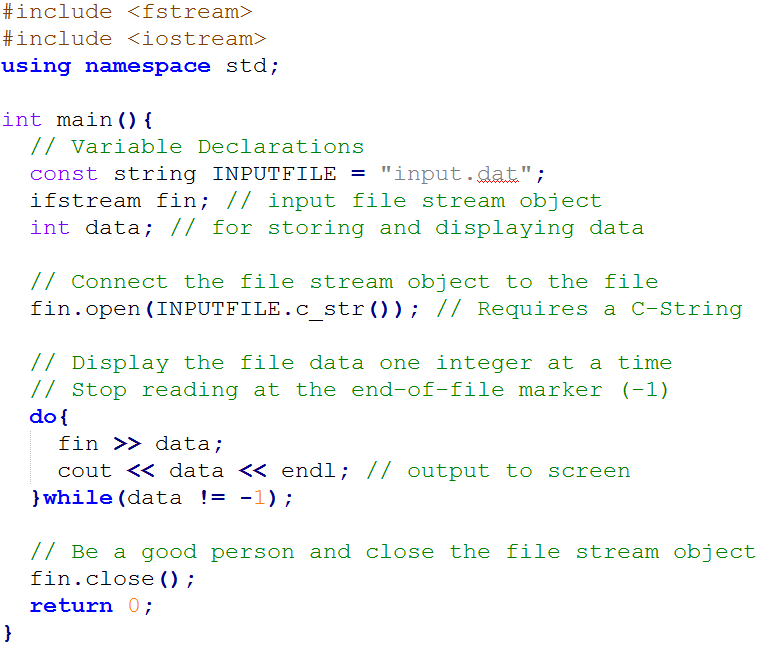 #include <fstream>
#include <iostream>
using namespace std;

int main(){
  // Variable Declarations
  const string INPUTFILE = "input.dat";
  ifstream fin; // input file stream object
  int data; // for storing and displaying data

  // Connect the file stream object to the file
  fin.open(INPUTFILE.c_str()); // Requires a C-String

  // Display the file data one integer at a time
  // Stop reading at the end-of-file marker (-1)
  do{
    fin >> data;
    cout << data << endl; // output to screen
  }while(data != -1);

  // Be a good person and close the file stream object
  fin.close();
  return 0;
}